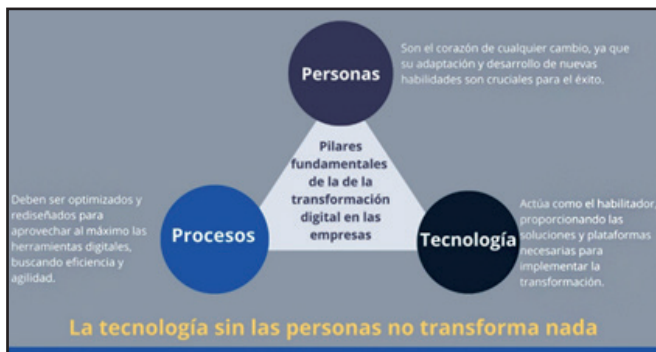 Personas
Son el corazón de cualquier cambio, ya que
su adaptación y desarrollo de nuevas
habilidades son cruciales para el éxito.
Pilares
fundamentales
de la de la
transformación
digital en las
empresas
Deben ser optimizados y
rediseñados para
aprovechar al máximo las
herramientas digitales,
buscando eficiencia y
agilidad.
Procesos
Tecnología
Actúa como el habilitador,
proporcionando las
soluciones y plataformas
necesarias para
implementar la
transformación.
La tecnología sin las personas no transforma nada